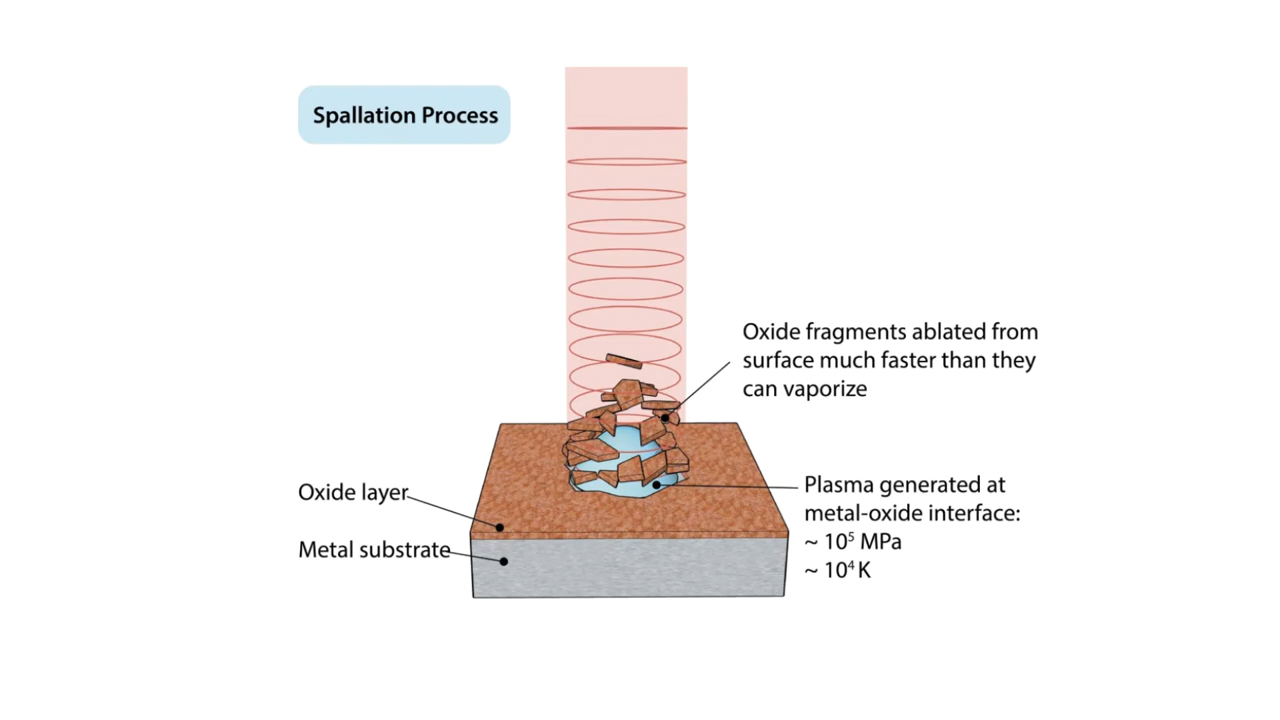 Spallation Process
Oxide fragments ablated from
surface much faster than they
can vaporize
Oxide layer
Metal substrate
Plasma generated at
metal-oxide interface:
~ 10⁵ MPa
~ 10⁴ K